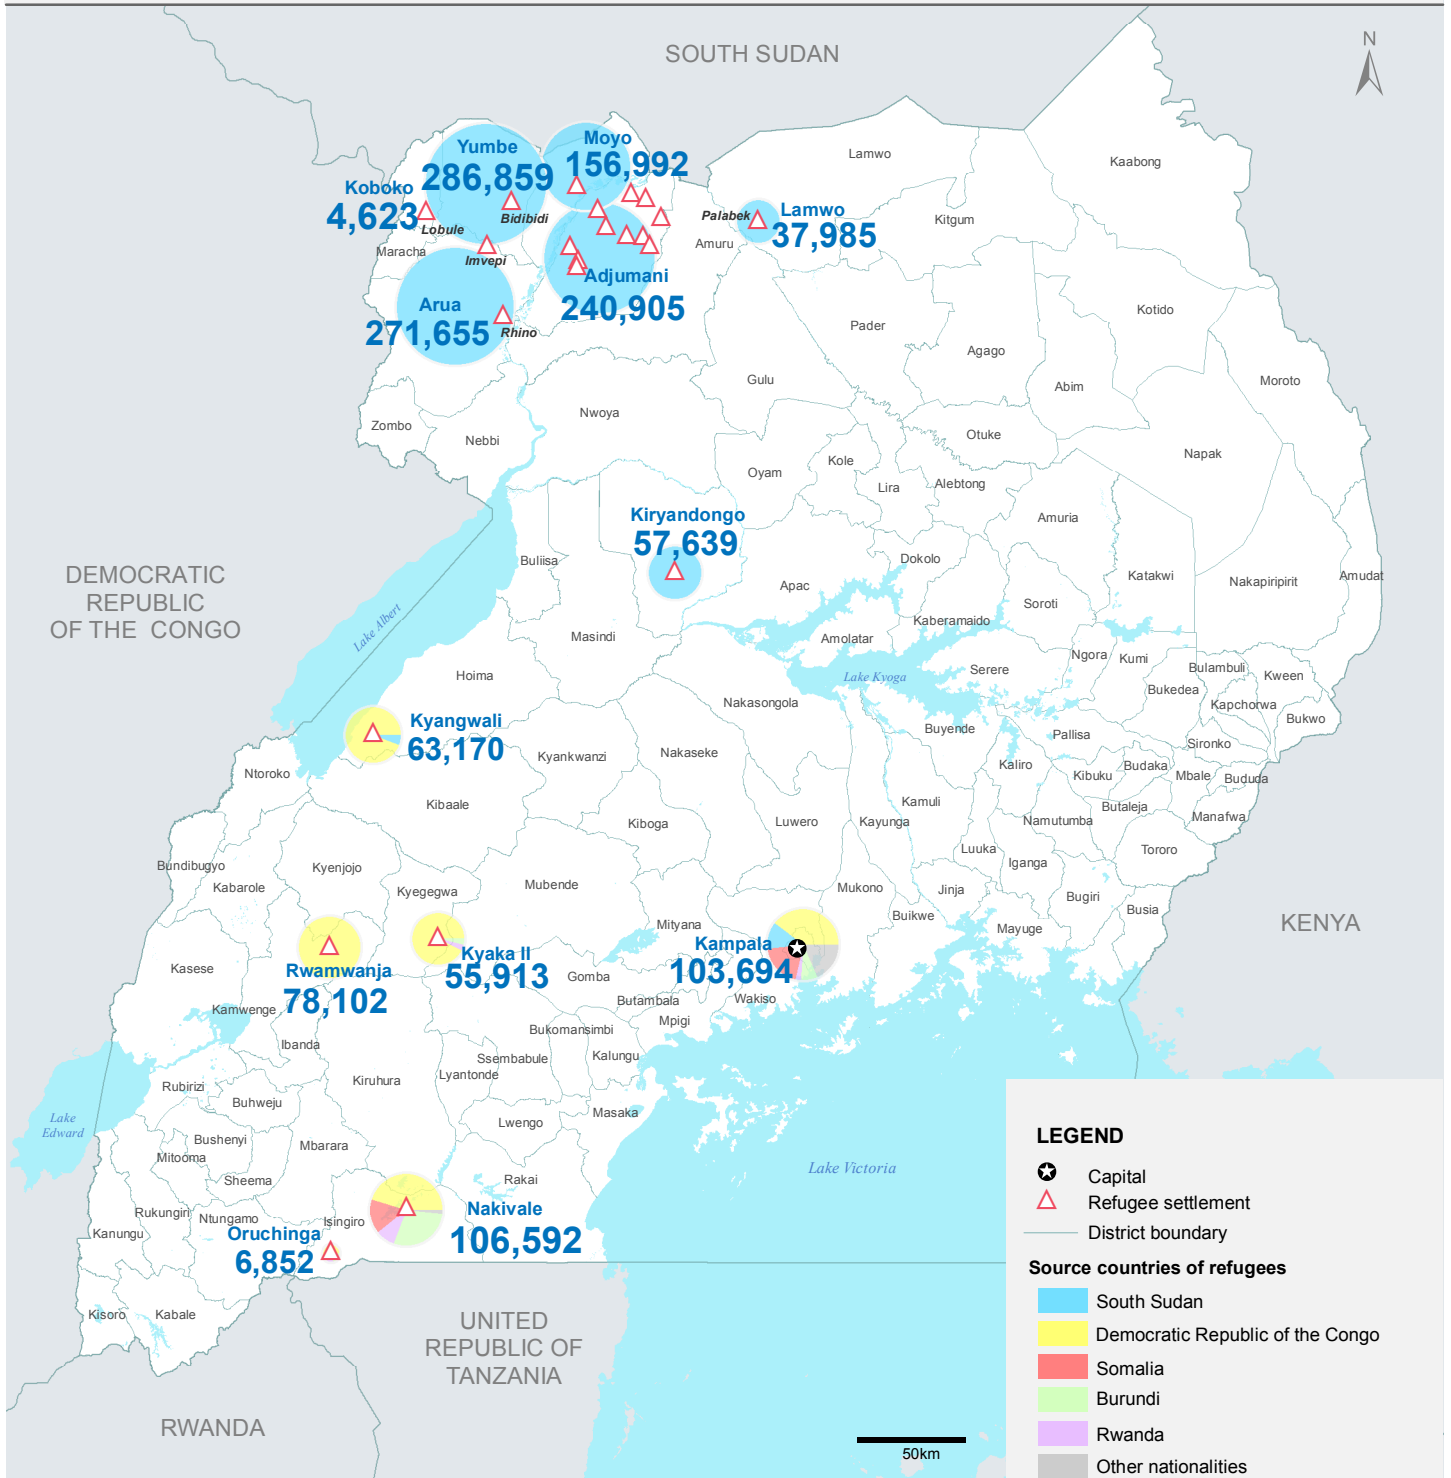 SOUTH SUDAN
N
Yumbe
286,859
Moyo
156,992
Koboko
4,623
Lobule
Bidibidi
Imvepi
Maracha
Adjumani
240,905
Arua
271,655
Rhino
Palabek
Lamwo
37,985
Amuru
Lamwo
Kaabong
Kitgum
Kotido
Pader
Agago
Abim
Moroto
Gulu
Nwoya
Zombo
Nebbi
Otuke
Napak
Oyam
Kole
Lira
Alebtong
Amuria
Kiryandongo
57,639
Buliisa
Dokolo
Katakwi
Nakapiripirit
Amudat
Apac
Soroti
Kaberamaido
Masindi
Amolatar
DEMOCRATIC
REPUBLIC
OF THE CONGO
Lake Albert
Hoima
Lake Kyoga
Serere
Ngora
Kumi
Bulambuli
Kween
Bukedea
Kapchorwa
Bukwo
Nakasongola
Kyangwali
63,170
Buyende
Pallisa
Sironko
Kyankwanzi
Nakaseke
Kaliro
Budaka
Kibuku
Mbale
Bududa
Ntoroko
Kibaale
Kamuli
Butaleja
Manafwa
Kiboga
Luwero
Kayunga
Namutumba
Bundibugyo
Kyenjojo
Luuka
Iganga
Tororo
Kabarole
Kyegegwa
Mubende
Mukono
Jinja
Bugiri
Busia
Buikwe
Mayuge
Mityana
Kampala
103,694
Wakiso
KENYA
Kasese
Rwamwanja
78,102
Kyaka II
55,913
Gomba
Butambala
Mpigi
Kamwenge
Bukomansimbi
Ibanda
Ssembabule
Kalungu
Kiruhura
Lyantonde
Rubirizi
Buhweju
Masaka
Lwengo
Lake
Edward
Bushenyi
Mitooma
Mbarara
Sheema
Rakai
Lake Victoria
Rukungiri
Ntungamo
Isingiro
Kanungu
Oruchinga
6,852
Nakivale
106,592
Kisoro
Kabale
UNITED
REPUBLIC OF
TANZANIA
RWANDA
50km
LEGEND
Capital
Refugee settlement
District boundary
Source countries of refugees
South Sudan
Democratic Republic of the Congo
Somalia
Burundi
Rwanda
Other nationalities